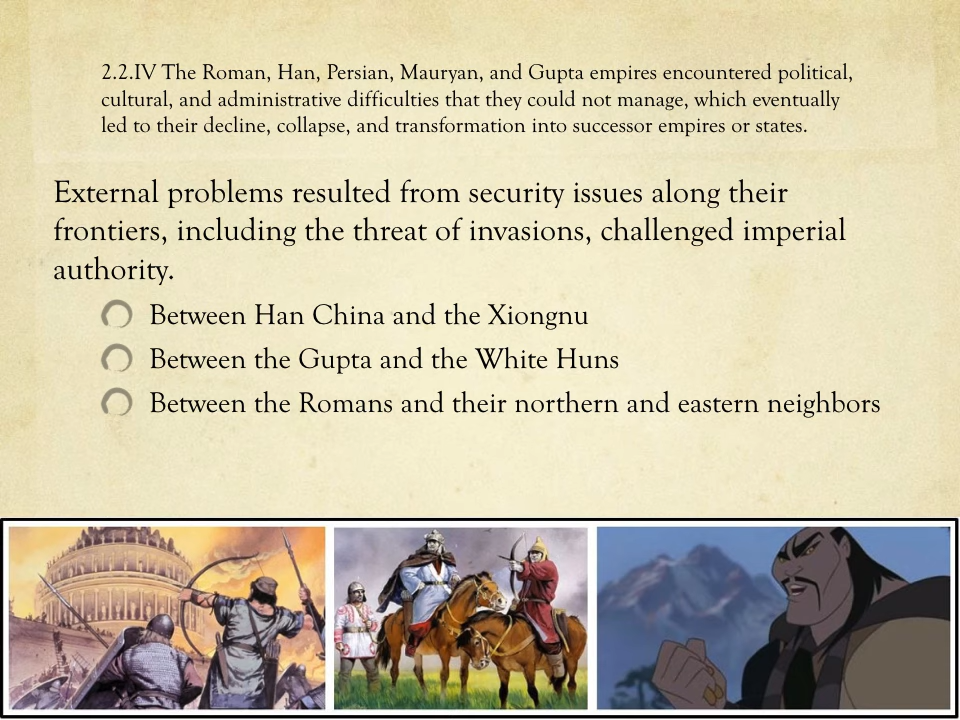 2.2.IV The Roman, Han, Persian, Mauryan, and Gupta empires encountered political,
cultural, and administrative difficulties that they could not manage, which eventually
led to their decline, collapse, and transformation into successor empires or states.
External problems resulted from security issues along their
frontiers, including the threat of invasions, challenged imperial
authority.
Between Han China and the Xiongnu
Between the Gupta and the White Huns
Between the Romans and their northern and eastern neighbors